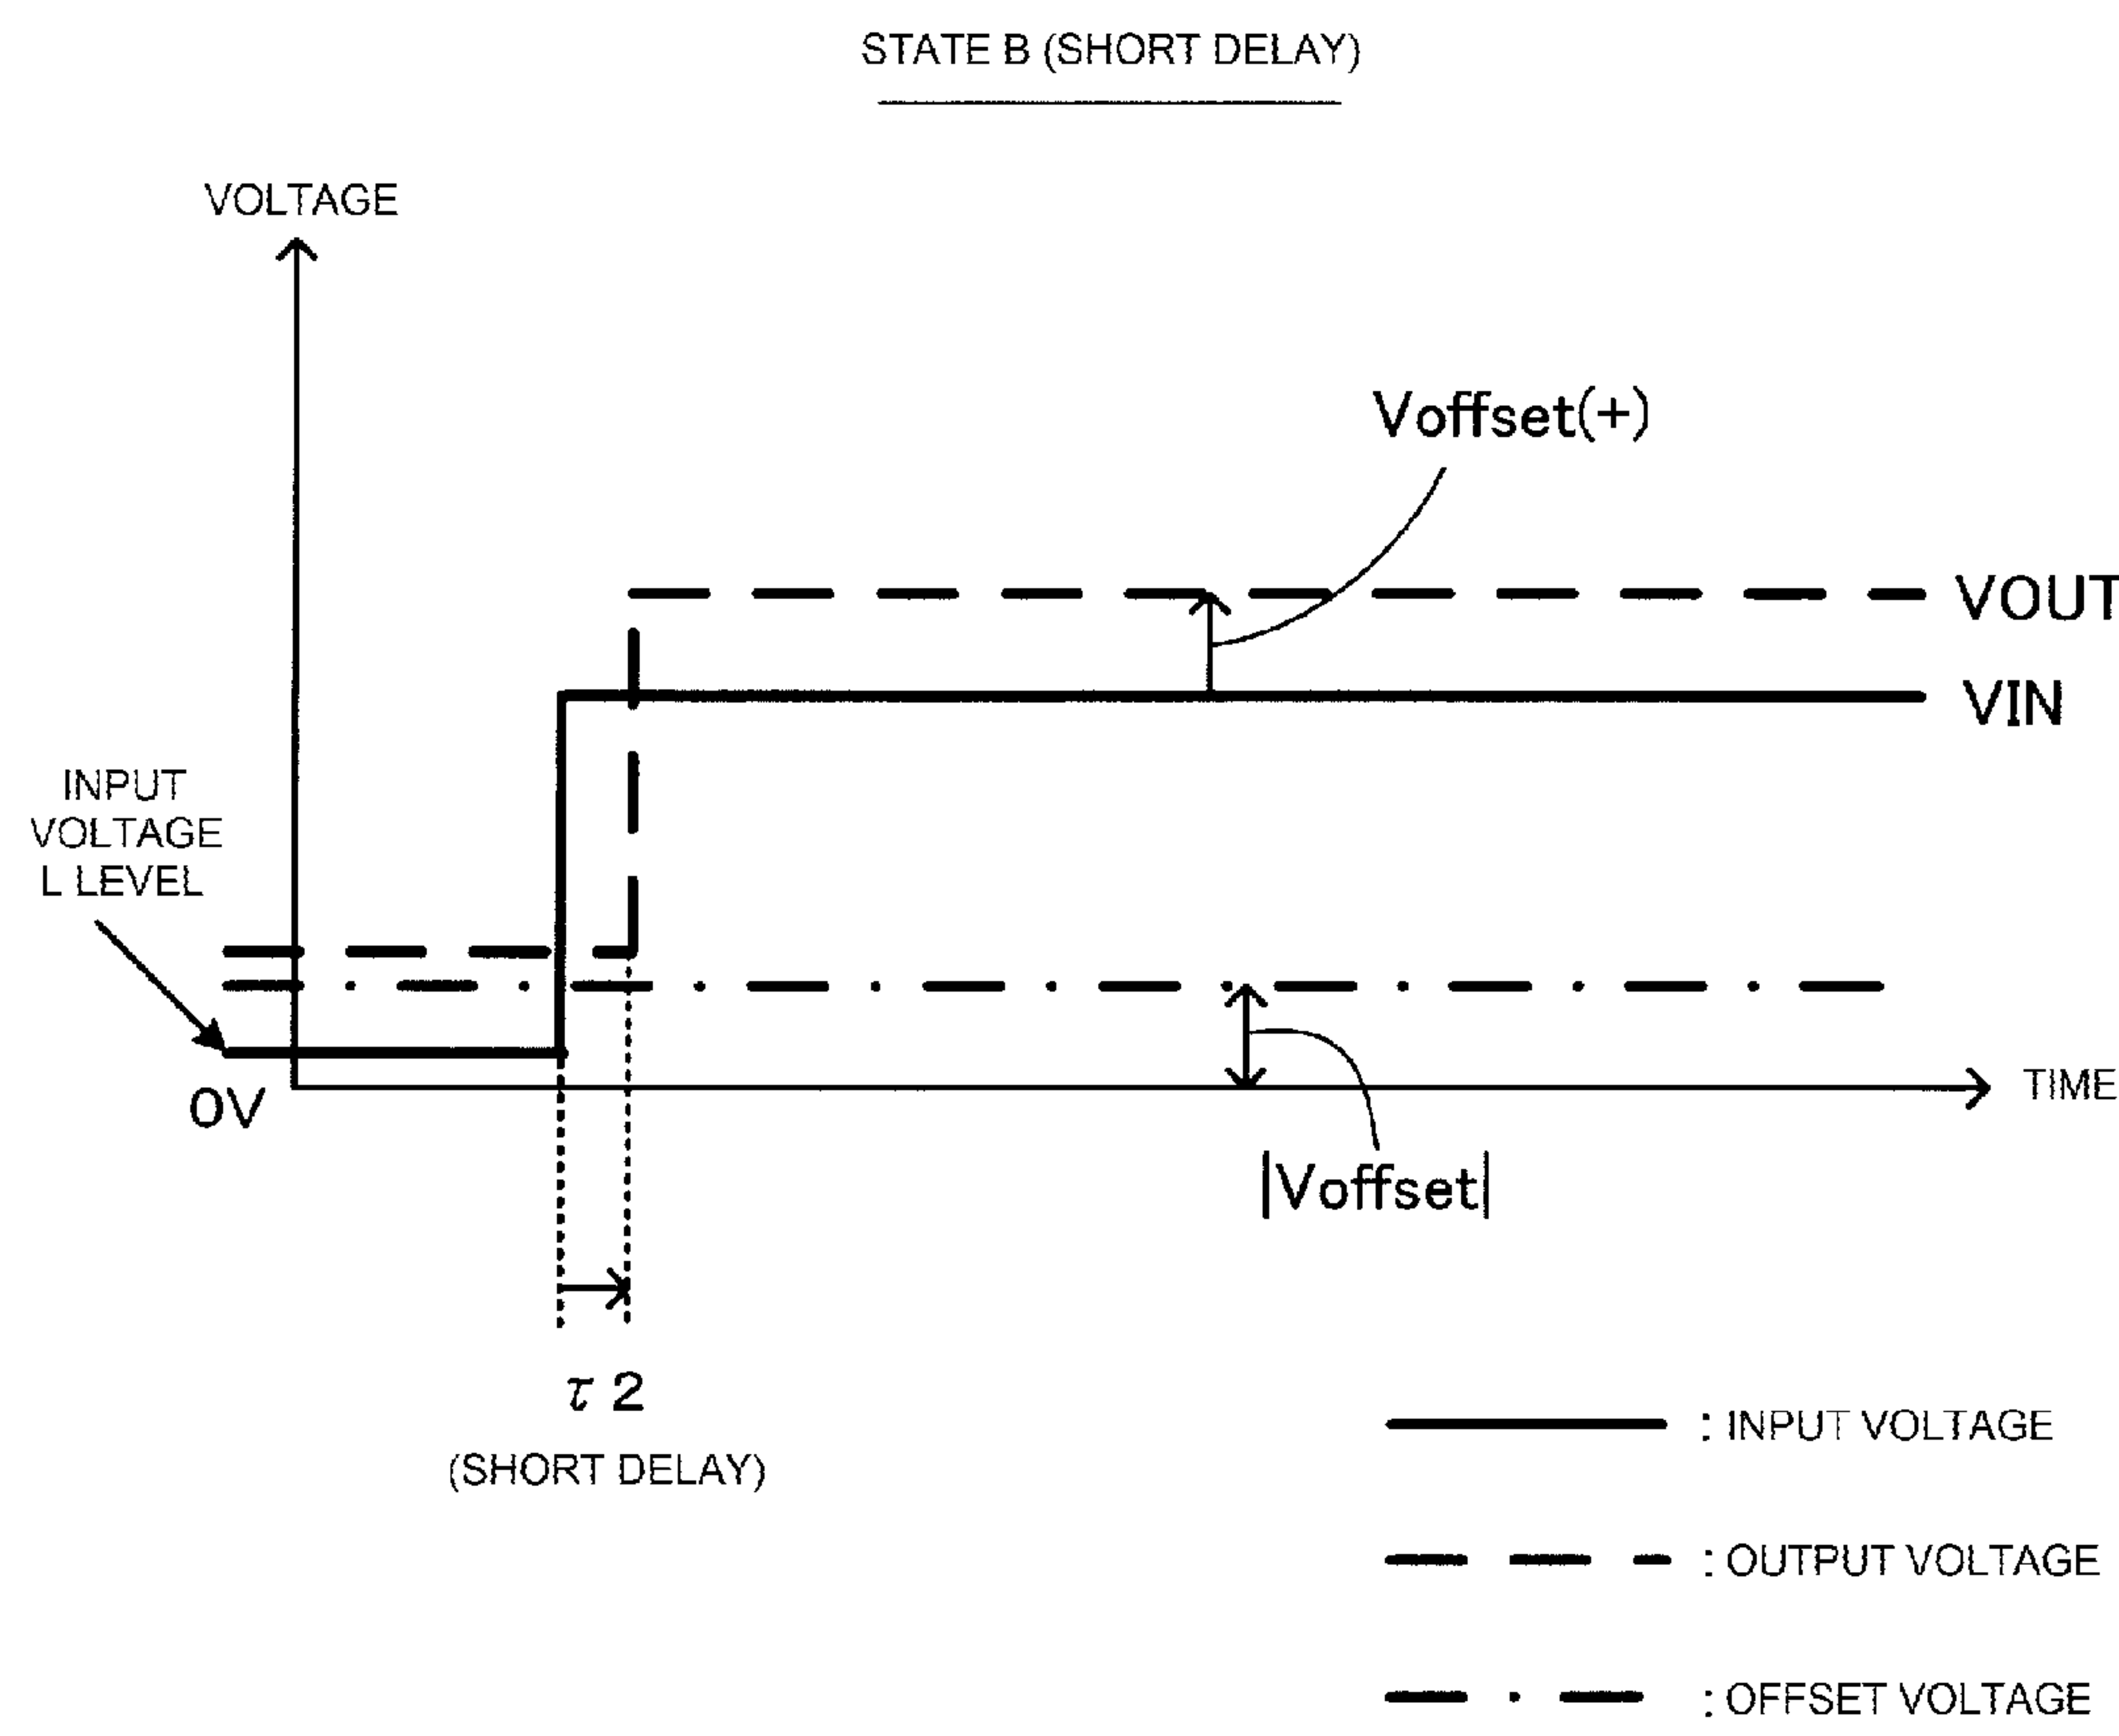 STATE B (SHORT DELAY)
VOLTAGE
Voffset(+)
VOUT
VIN
INPUT
VOLTAGE
L LEVEL
0V
TIME
|Voffset|
τ 2
(SHORT DELAY)
: INPUT VOLTAGE
: OUTPUT VOLTAGE
: OFFSET VOLTAGE